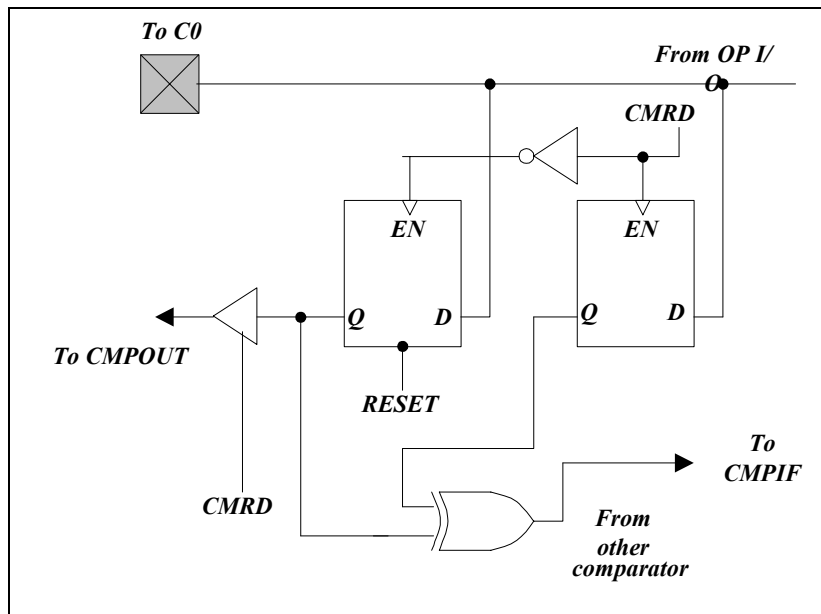 To C0
From OP I/
O
CMRD
EN
EN
Q
D
Q
D
To CMPOUT
RESET
To
CMPIF
CMRD
From
other
comparator